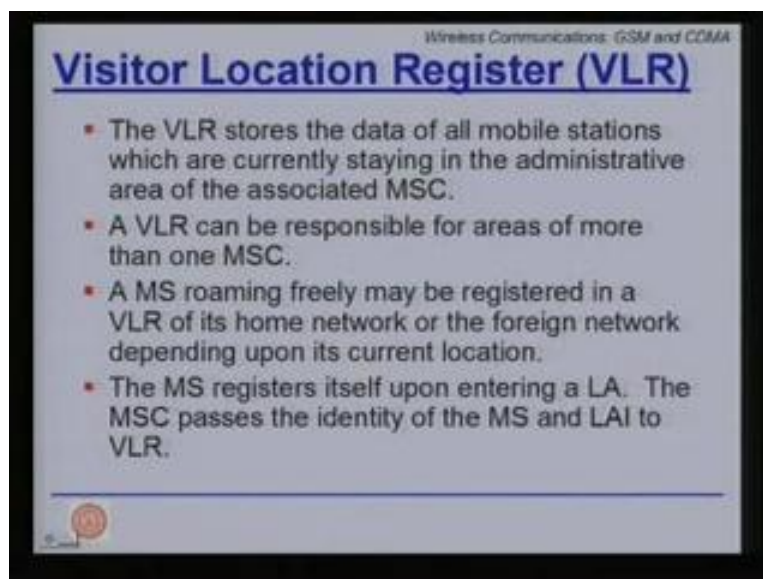 Wireless Communications: GSM and CDMA
Visitor Location Register (VLR)
▪ The VLR stores the data of all mobile stations
which are currently staying in the administrative
area of the associated MSC.
▪ A VLR can be responsible for areas of more
than one MSC.
▪ A MS roaming freely may be registered in a
VLR of its home network or the foreign network
depending upon its current location.
▪ The MS registers itself upon entering a LA. The
MSC passes the identity of the MS and LAI to
VLR.